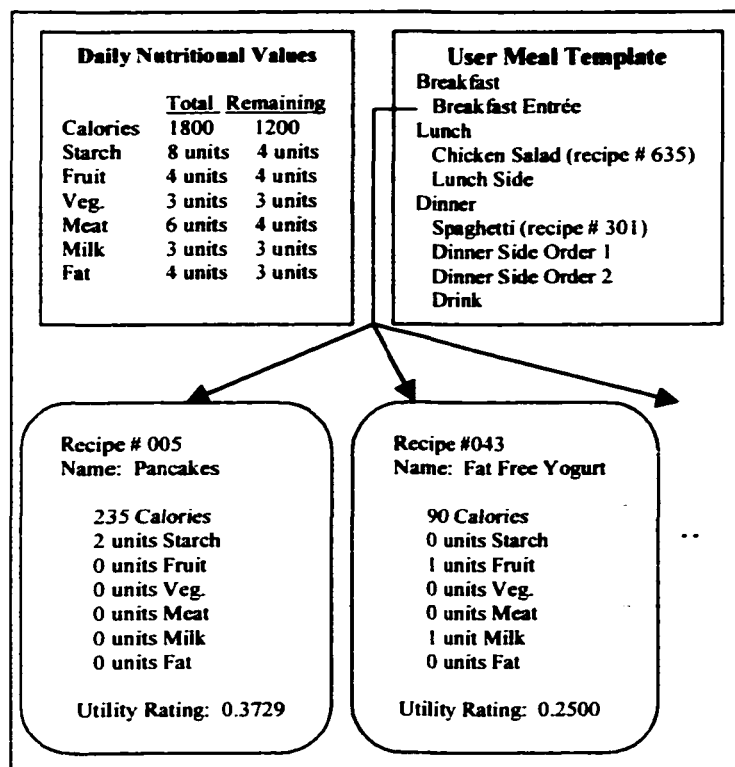 Daily Nutritional Values
Total Remaining
Calories 1800 1200
Starch 8 units 4 units
Fruit 4 units 4 units
Veg. 3 units 3 units
Meat 6 units 4 units
Milk 3 units 3 units
Fat 4 units 3 units
User Meal Template
Breakfast
Breakfast Entrée
Lunch
Chicken Salad (recipe # 635)
Lunch Side
Dinner
Spaghetti (recipe # 301)
Dinner Side Order 1
Dinner Side Order 2
Drink
Recipe # 005
Name: Pancakes
235 Calories
2 units Starch
0 units Fruit
0 units Veg.
0 units Meat
0 units Milk
0 units Fat
Utility Rating: 0.3729
Recipe #043
Name: Fat Free Yogurt
90 Calories
0 units Starch
1 units Fruit
0 units Veg.
0 units Meat
1 unit Milk
0 units Fat
Utility Rating: 0.2500
..